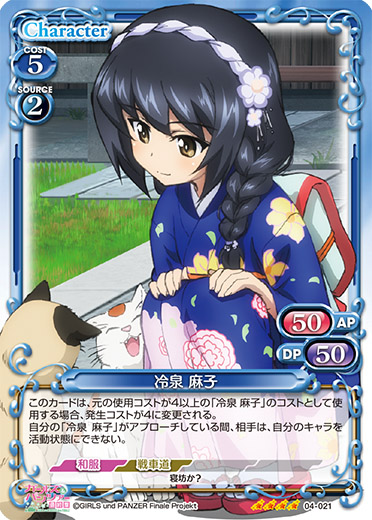 Character
COST
5
SOURCE
2
50 AP
DP 50
冷泉 麻子
このカードは、元の使用コストが4以上の「冷泉 麻子」のコストとして使
用する場合、発生コストが4に変更される。
自分の「冷泉 麻子」がアプローチしている間、相手は、自分のキャラを
活動状態にできない。
和服 戦車道
寝坊か?
©GIRLS und PANZER Finale Projekt
04-021